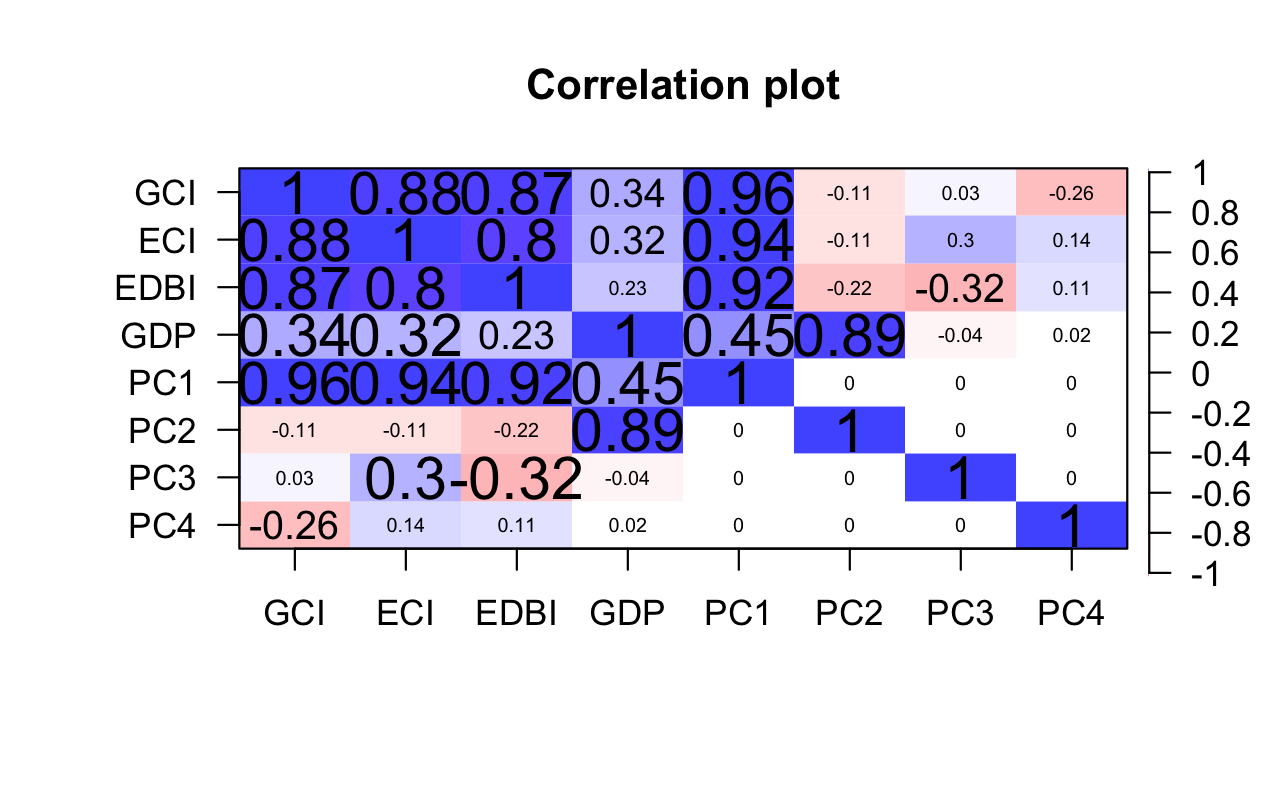 Correlation plot
GCI 1 0.88 0.87 0.34 0.96 -0.11 0.03 -0.26
ECI 0.88 1 0.8 0.32 0.94 -0.11 0.3 0.14
EDBI 0.87 0.8 1 0.23 0.92 -0.22 -0.32 0.11
GDP 0.34 0.32 0.23 1 0.45 0.89 -0.04 0.02
PC1 0.96 0.94 0.92 0.45 1 0 0 0
PC2 -0.11 -0.11 -0.22 0.89 0 1 0 0
PC3 0.03 0.3 -0.32 -0.04 0 0 1 0
PC4 -0.26 0.14 0.11 0.02 0 0 0 1
GCI ECI EDBI GDP PC1 PC2 PC3 PC4
1
0.8
0.6
0.4
0.2
0
-0.2
-0.4
-0.6
-0.8
-1